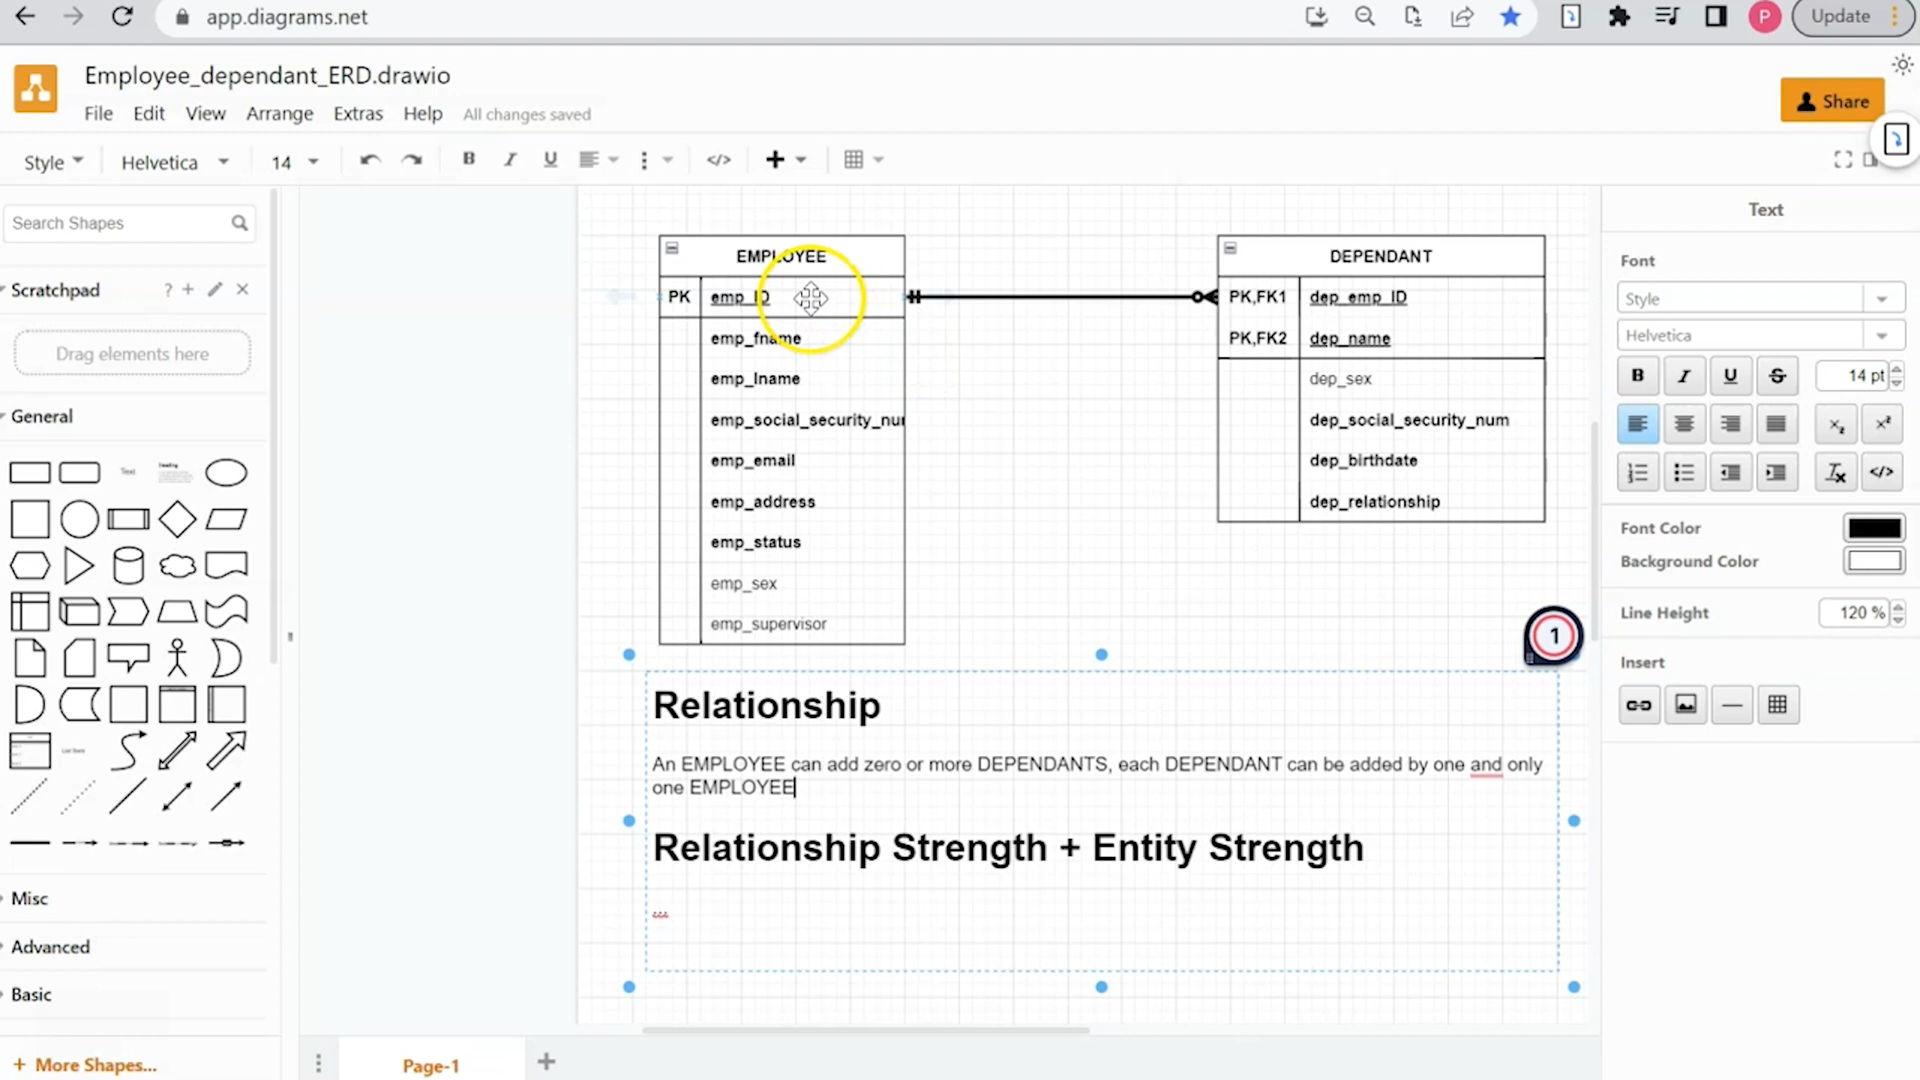 app.diagrams.net
P
Update
Employee_dependant_ERD.drawio
File Edit View Arrange Extras Help All changes saved
Share
Style Helvetica 14 B I U </>
Search Shapes
Scratchpad ?
Drag elements here
General
Text
Heading
List Item
Misc
Advanced
Basic
+ More Shapes...
EMPLOYEE
PK emp_ID
emp_fname
emp_lname
emp_social_security_nu
emp_email
emp_address
emp_status
emp_sex
emp_supervisor
DEPENDANT
PK,FK1 dep_emp_ID
PK,FK2 dep_name
dep_sex
dep_social_security_num
dep_birthdate
dep_relationship
1
Relationship
An EMPLOYEE can add zero or more DEPENDANTS, each DEPENDANT can be added by one and only
one EMPLOYEE
Relationship Strength + Entity Strength
...
Page-1
Text
Font
Style
Helvetica
B I U S 14 pt
Font Color
Background Color
Line Height 120 %
Insert